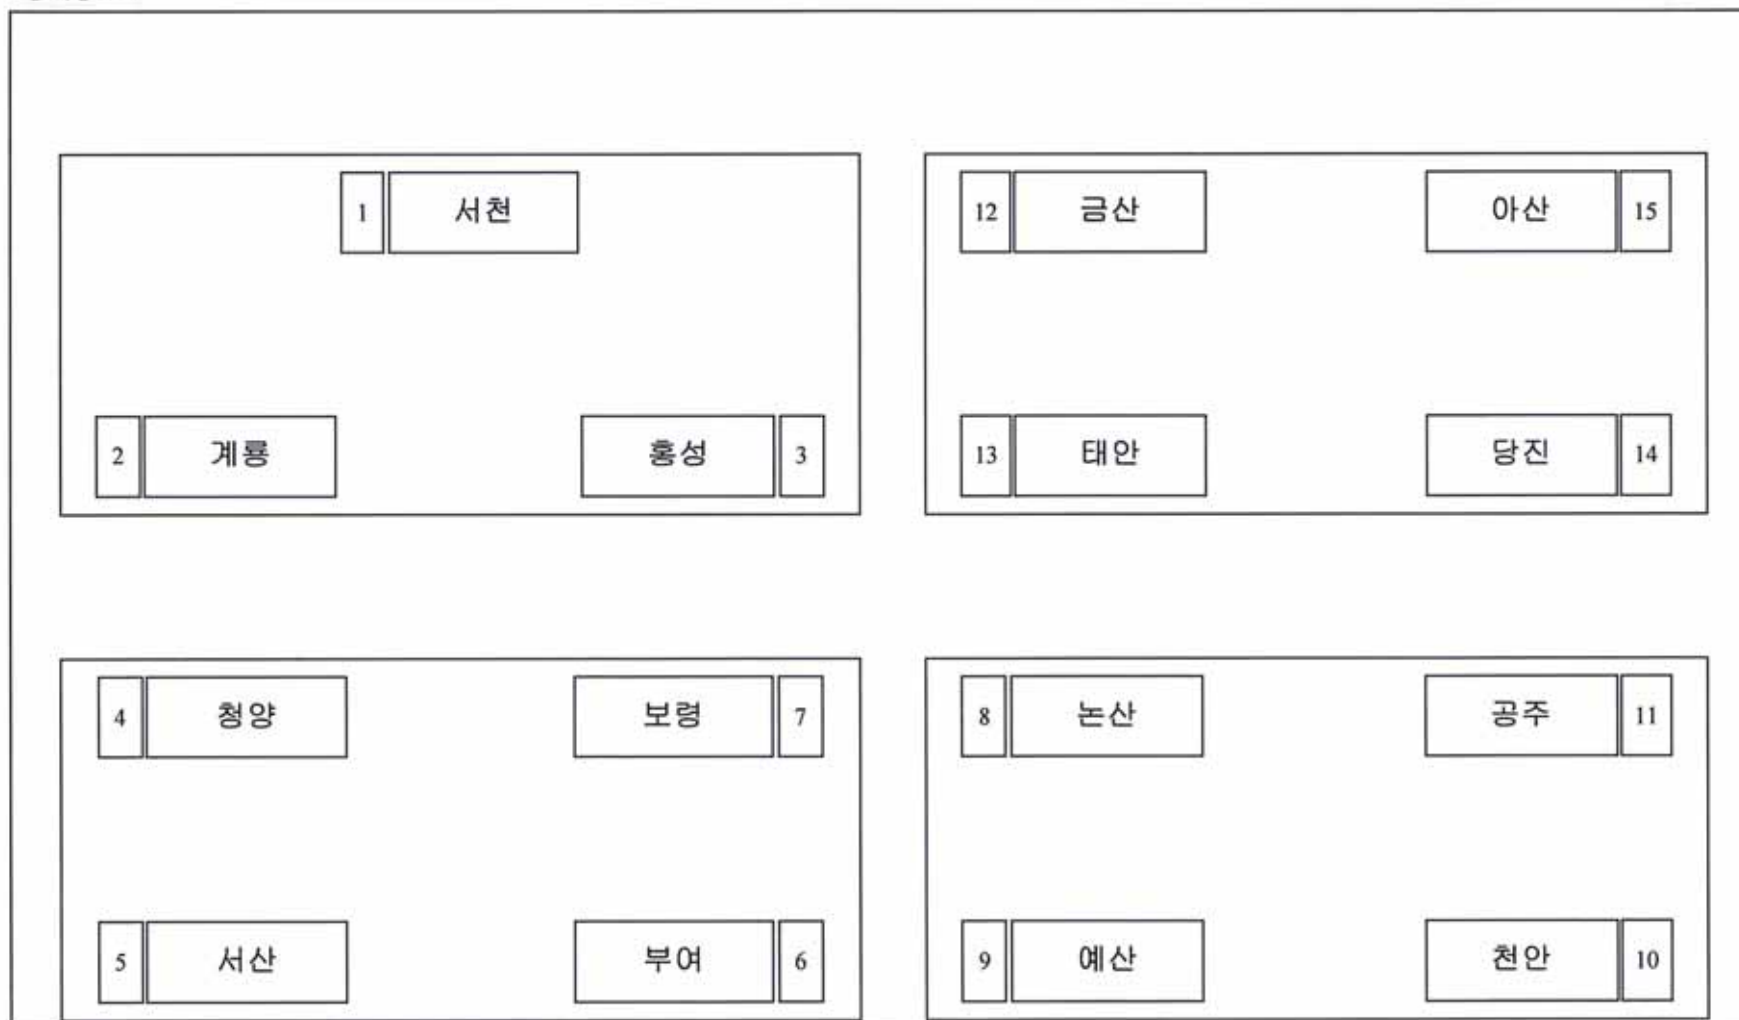 1 서천
2 계룡 홍성 3
12 금산 아산 15
13 태안 당진 14
4 청양 보령 7
5 서산 부여 6
8 논산 공주 11
9 예산 천안 10